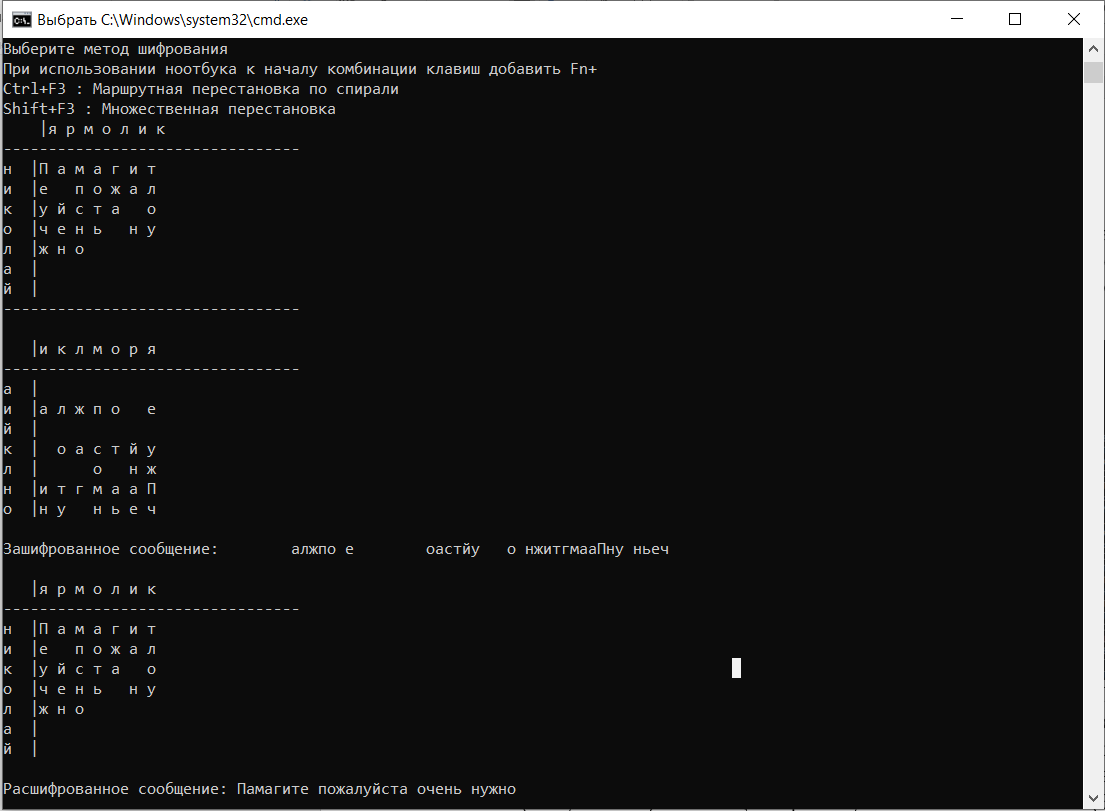 Выбрать C:\Windows\system32\cmd.exe
Выберите метод шифрования
При использовании ноотбука к началу комбинации клавиш добавить Fn+
Ctrl+F3 : Маршрутная перестановка по спирали
Shift+F3 : Множественная перестановка
    |я р м о л и к
---------------------------------
н  |П а м а г и т
и  |е   п о ж а л
к  |у й с т а   о
о  |ч е н ь   н у
л  |ж н о
а  |
й  |
---------------------------------
   |и к л м о р я
---------------------------------
а  |
и  |а л ж п о   е
й  |
к  |  о а с т й у
л  |      о   н ж
н  |и т г м а а П
о  |н у   н ь е ч
Зашифрованное сообщение:        алжпо е        оастйу   о нжитгмааПну ньеч
   |я р м о л и к
---------------------------------
н  |П а м а г и т
и  |е   п о ж а л
к  |у й с т а   о
о  |ч е н ь   н у
л  |ж н о
а  |
й  |
Расшифрованное сообщение: Памагите пожалуйста очень нужно